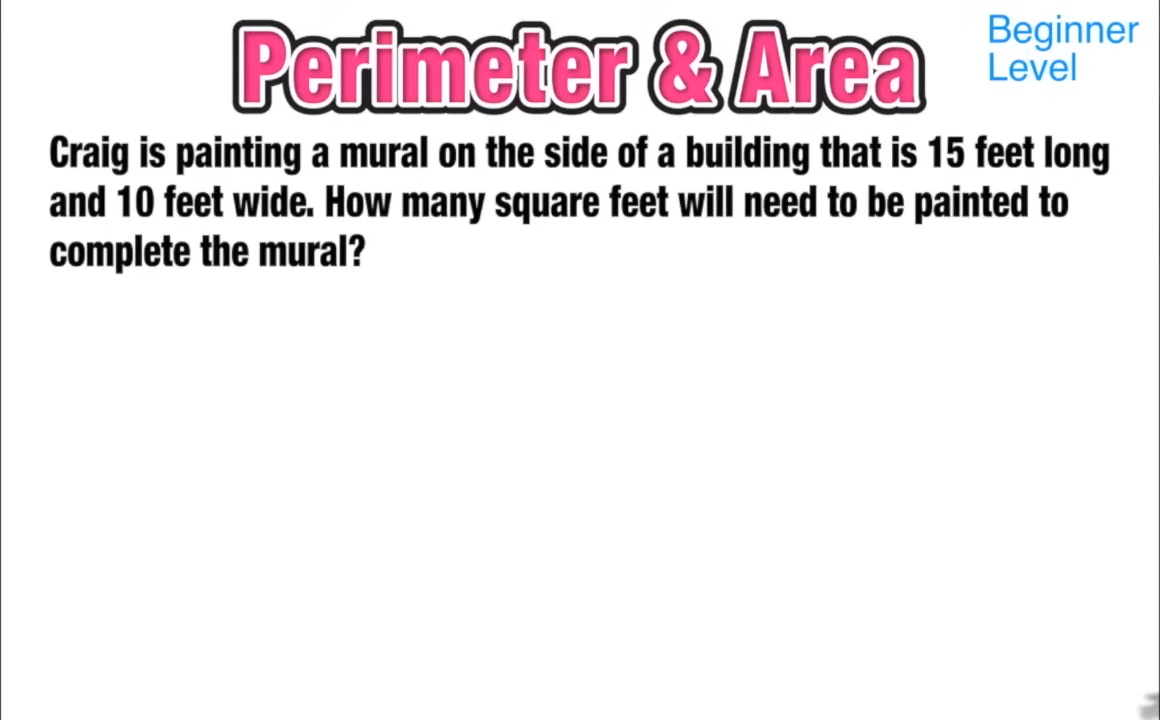 Perimeter & Area
Beginner
Level
Craig is painting a mural on the side of a building that is 15 feet long
and 10 feet wide. How many square feet will need to be painted to
complete the mural?